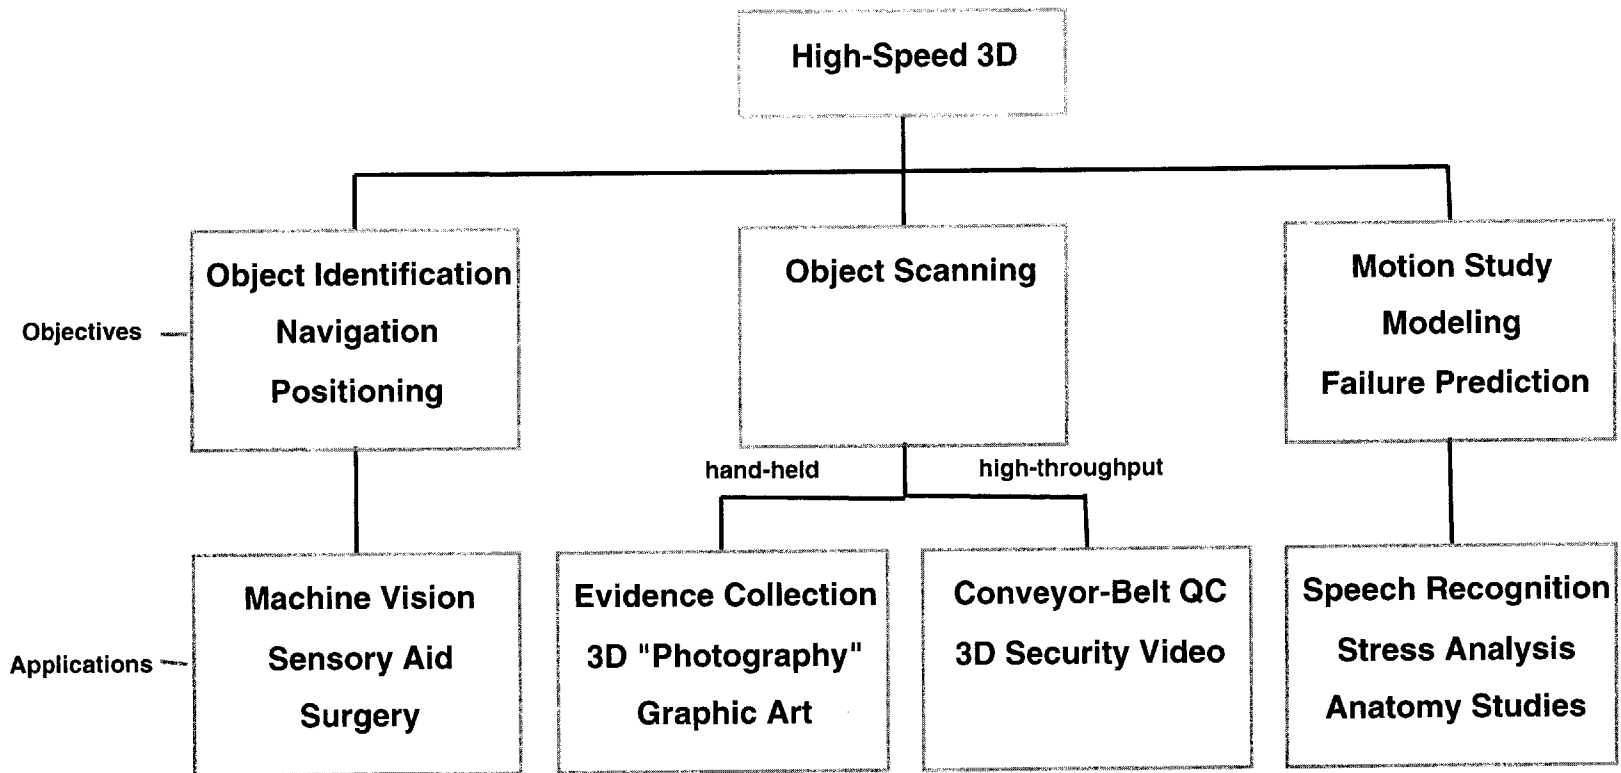 High-Speed 3D
Objectives
Object Identification
Navigation
Positioning
Object Scanning
Motion Study
Modeling
Failure Prediction
hand-held
high-throughput
Applications
Machine Vision
Sensory Aid
Surgery
Evidence Collection
3D "Photography"
Graphic Art
Conveyor-Belt QC
3D Security Video
Speech Recognition
Stress Analysis
Anatomy Studies